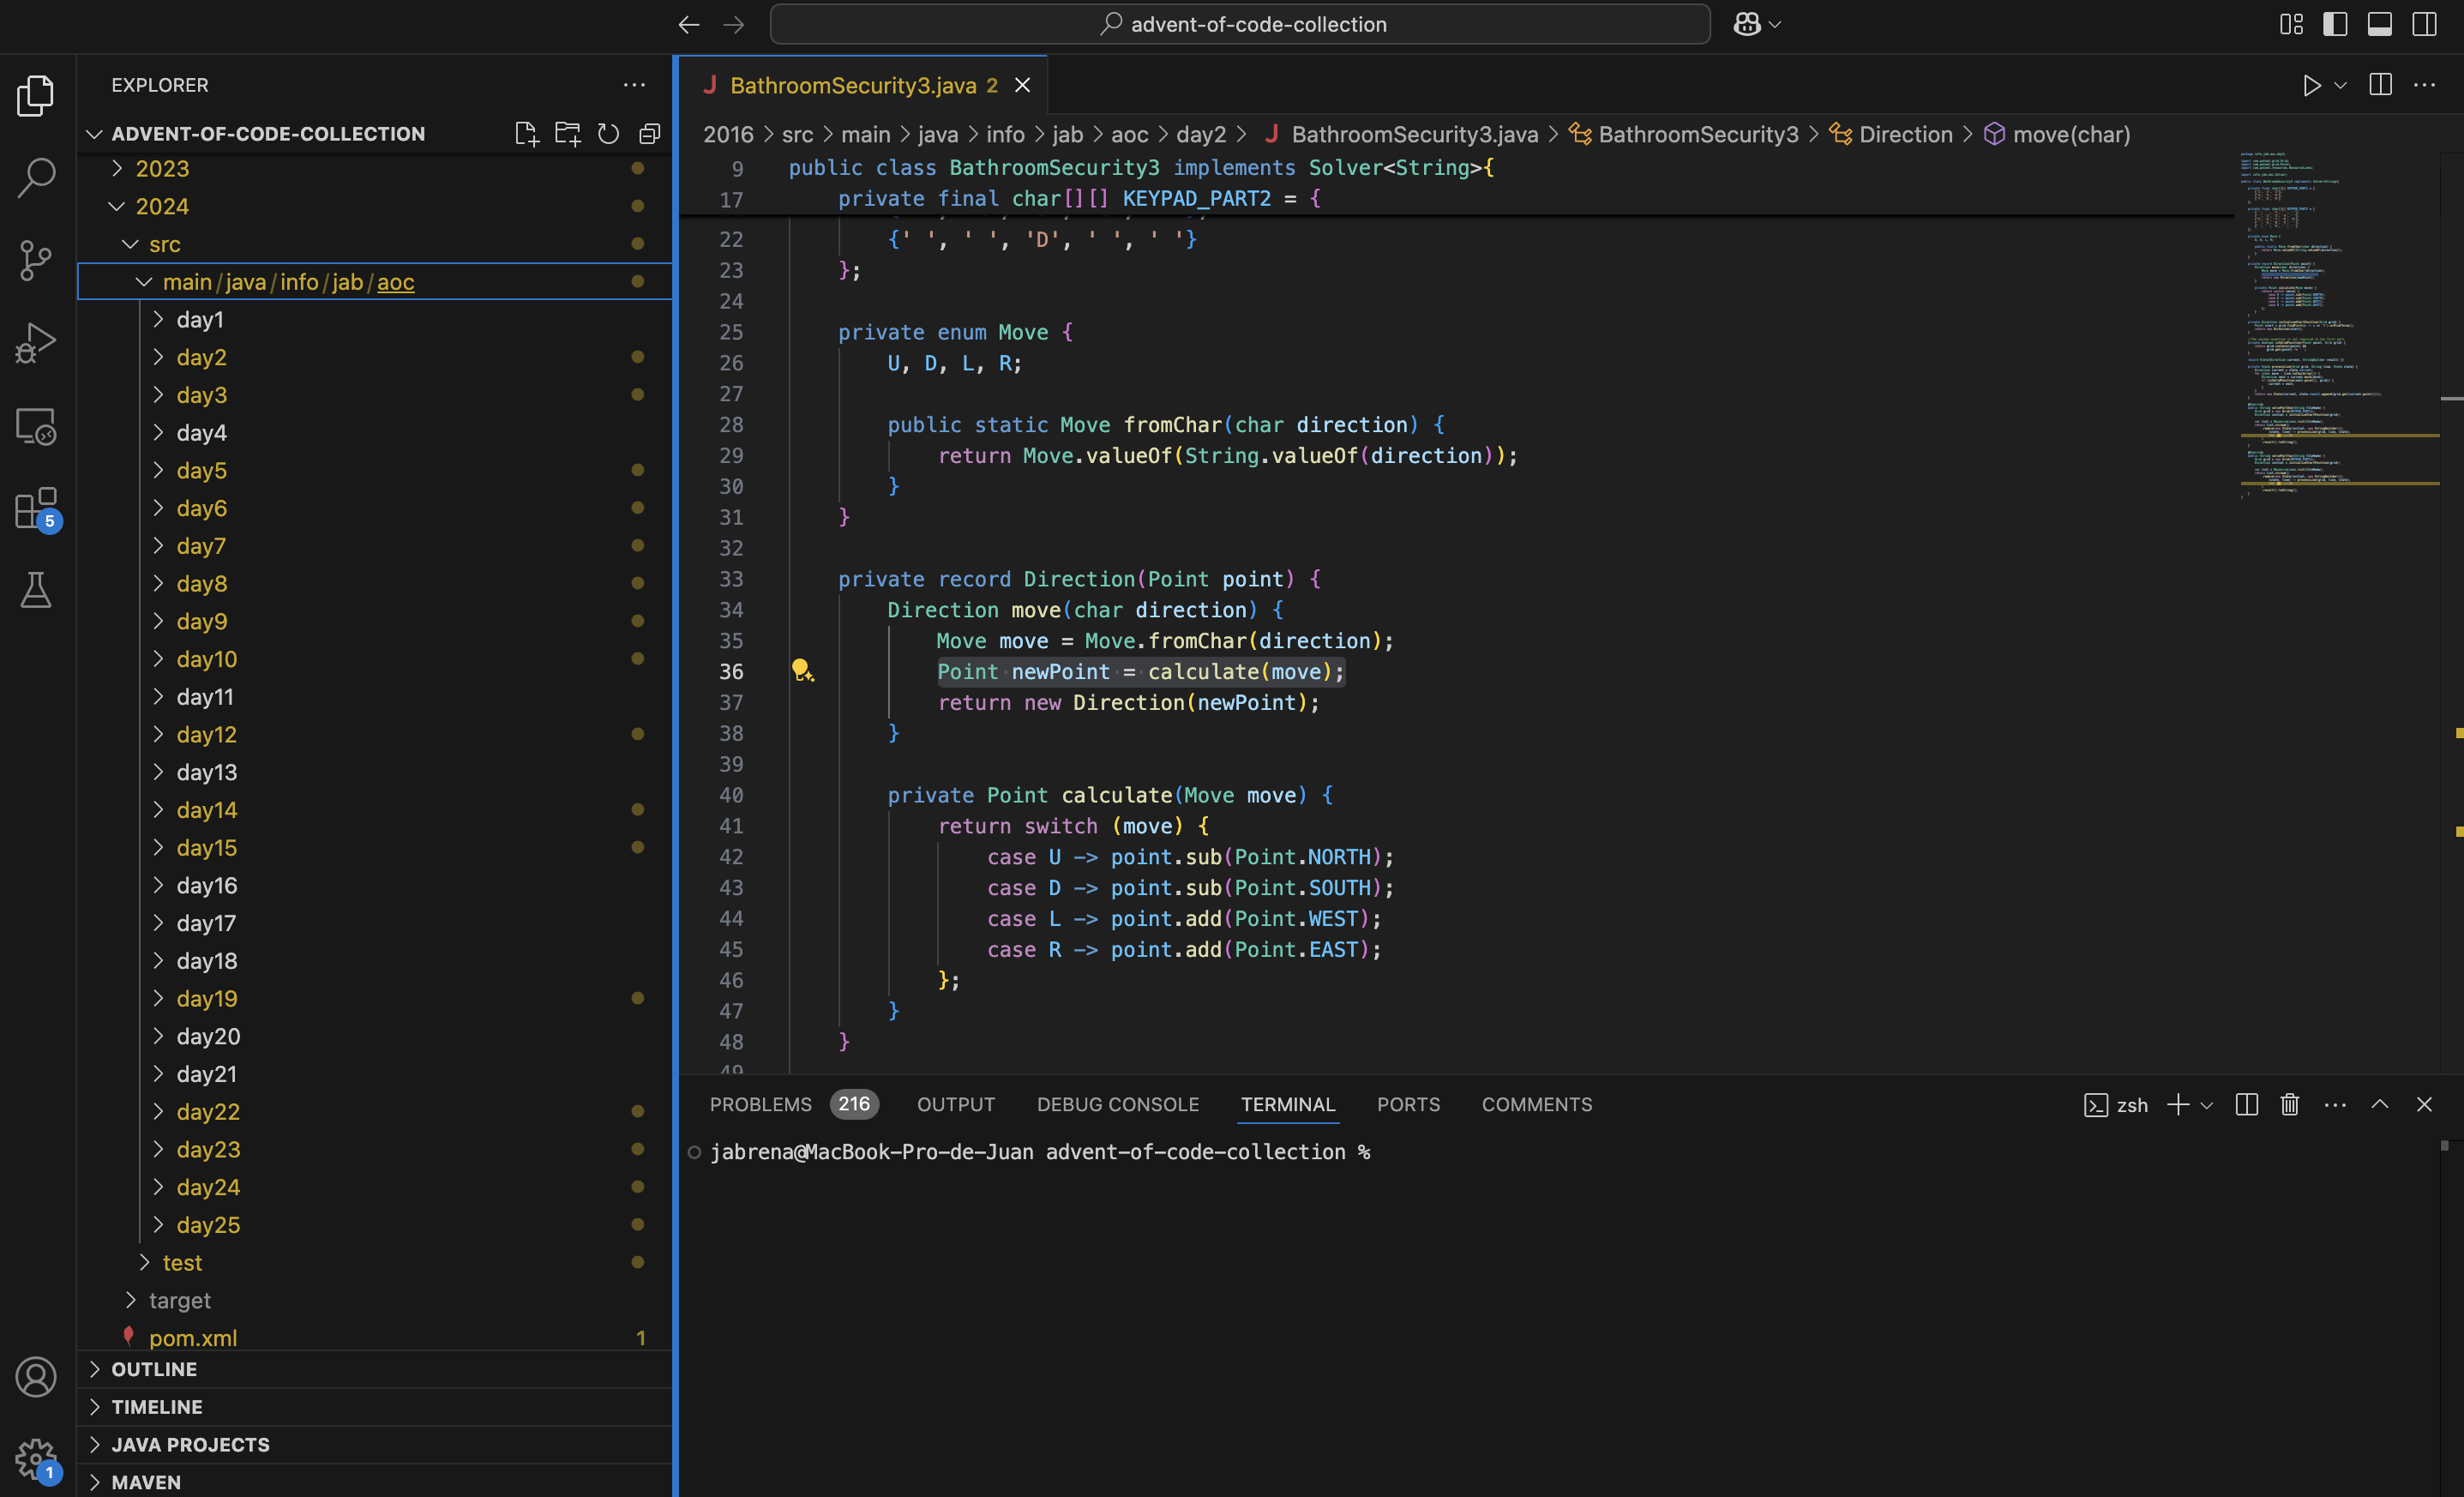 advent-of-code-collection
EXPLORER
ADVENT-OF-CODE-COLLECTION
2023
2024
src
main/java/info/jab/aoc
day1
day2
day3
day4
day5
day6
day7
day8
day9
day10
day11
day12
day13
day14
day15
day16
day17
day18
day19
day20
day21
day22
day23
day24
day25
test
target
pom.xml 1
OUTLINE
TIMELINE
JAVA PROJECTS
MAVEN
5
1
J BathroomSecurity3.java 2
2016 > src > main > java > info > jab > aoc > day2 > J BathroomSecurity3.java > BathroomSecurity3 > Direction > move(char)
9 public class BathroomSecurity3 implements Solver<String>{
17 private final char[][] KEYPAD_PART2 = {
22 {' ', ' ', 'D', ' ', ' '}
23 };
24
25 private enum Move {
26 U, D, L, R;
27
28 public static Move fromChar(char direction) {
29 return Move.valueOf(String.valueOf(direction));
30 }
31 }
32
33 private record Direction(Point point) {
34 Direction move(char direction) {
35 Move move = Move.fromChar(direction);
36 Point newPoint = calculate(move);
37 return new Direction(newPoint);
38 }
39
40 private Point calculate(Move move) {
41 return switch (move) {
42 case U -> point.sub(Point.NORTH);
43 case D -> point.sub(Point.SOUTH);
44 case L -> point.add(Point.WEST);
45 case R -> point.add(Point.EAST);
46 };
47 }
48 }
49
PROBLEMS 216 OUTPUT DEBUG CONSOLE TERMINAL PORTS COMMENTS zsh
jabrena@MacBook-Pro-de-Juan advent-of-code-collection %